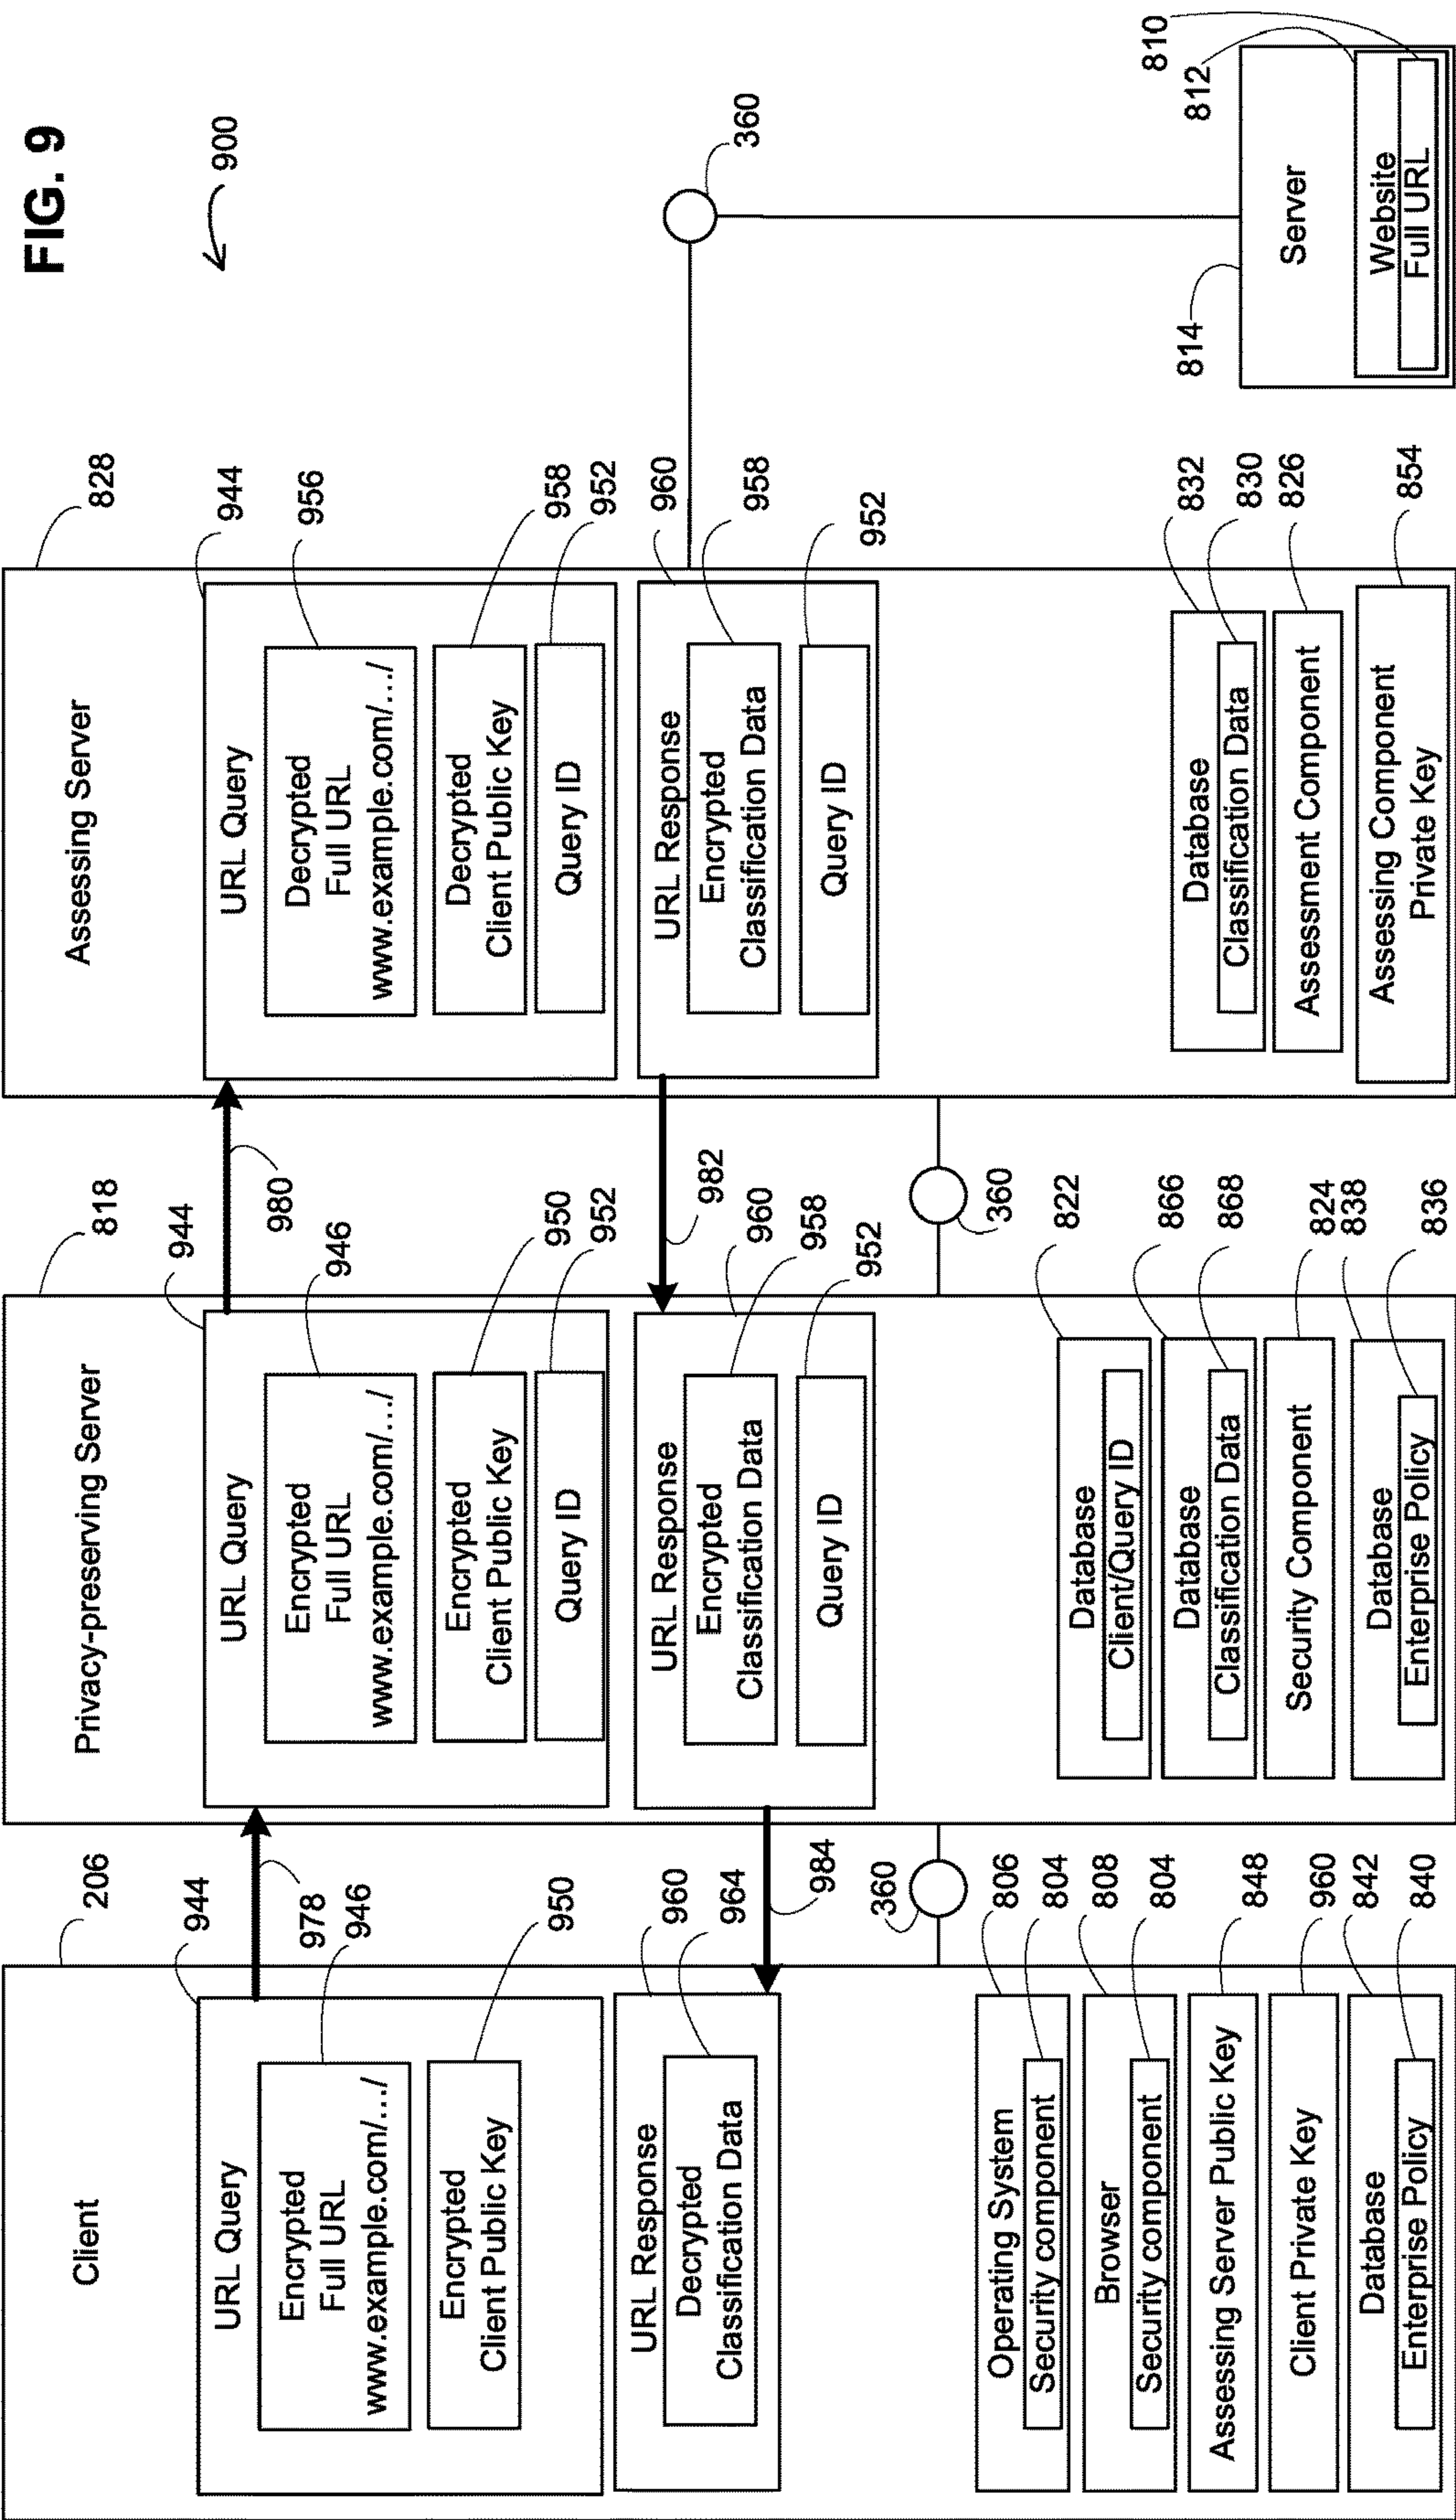 FIG. 9
900
Client
206
URL Query
944
Encrypted
Full URL
www.example.com/.../
946
Encrypted
Client Public Key
950
978
URL Response
960
Decrypted
Classification Data
964
984
360
Operating System
806
Security component
804
Browser
808
Security component
804
Assessing Server Public Key
848
Client Private Key
960
Database
842
Enterprise Policy
840
Privacy-preserving Server
818
URL Query
944
Encrypted
Full URL
www.example.com/.../
946
Encrypted
Client Public Key
950
Query ID
952
980
URL Response
960
Encrypted
Classification Data
958
Query ID
952
982
360
Database
822
Client/Query ID
Database
866
Classification Data
868
Security Component
824
Database
838
Enterprise Policy
836
Assessing Server
828
URL Query
944
Decrypted
Full URL
www.example.com/.../
956
Decrypted
Client Public Key
958
Query ID
952
URL Response
960
Encrypted
Classification Data
958
Query ID
952
Database
832
Classification Data
830
Assessment Component
826
Assessing Component
Private Key
854
360
Server
814
Website
812
Full URL
810